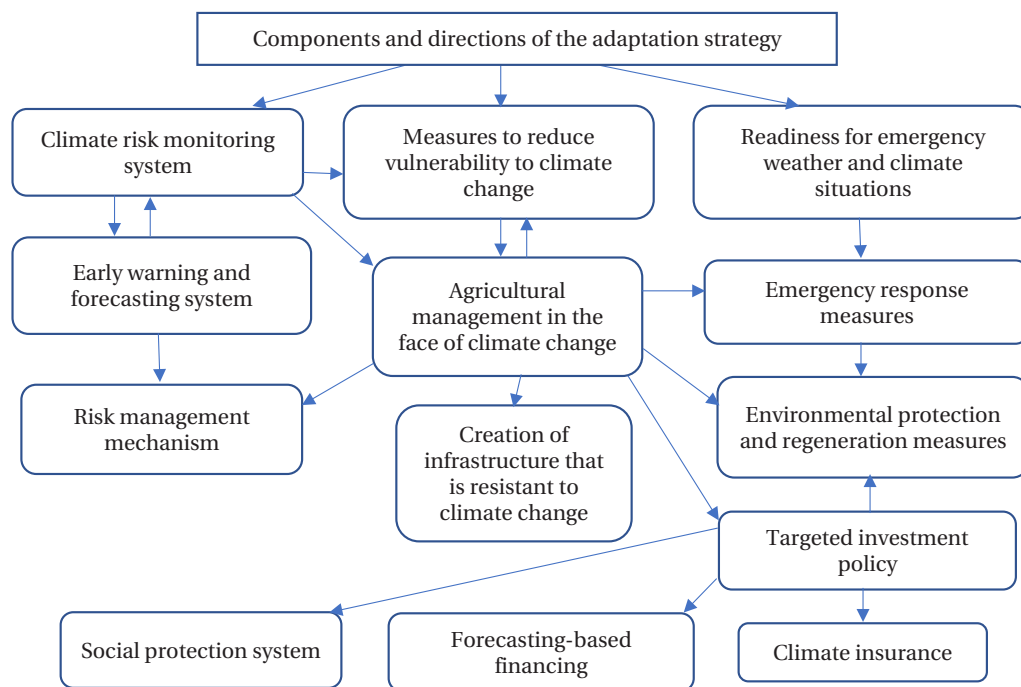 Components and directions of the adaptation strategy
Climate risk monitoring
system
Measures to reduce
vulnerability to climate
change
Readiness for emergency
weather and climate
situations
Early warning and
forecasting system
Agricultural
management in the
face of climate change
Emergency response
measures
Risk management
mechanism
Creation of
infrastructure that
is resistant to
climate change
Environmental protection
and regeneration measures
Targeted investment
policy
Social protection system
Forecasting-based
financing
Climate insurance